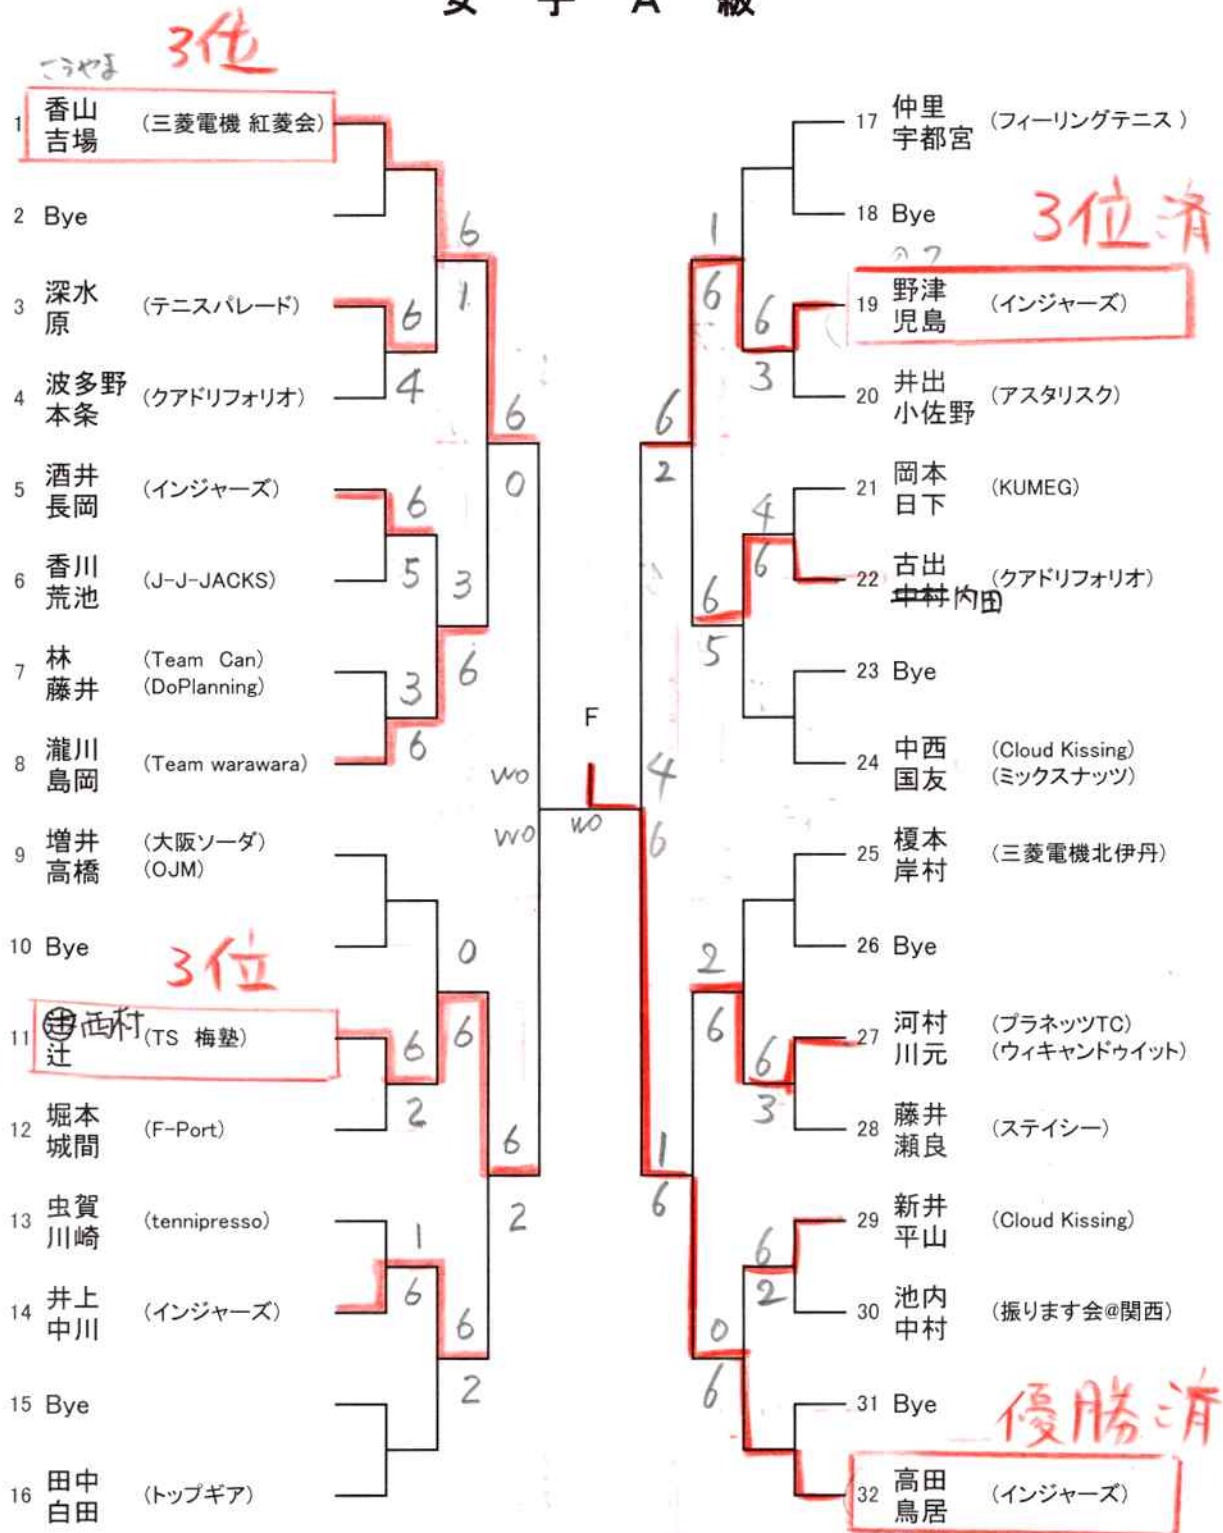 女 子 A 級
3位
こうやま
1 香山 (三菱電機 紅菱会)
吉場
2 Bye
3 深水 (テニスパレード)
原
6
4
4 波多野 (クアドリフォリオ)
本条
6
1
5 酒井 (インジャーズ)
長岡
6
5
6 香川 (J-J-JACKS)
荒池
6
0
7 林 (Team Can)
藤井 (DoPlanning)
3
6
8 瀧川 (Team warawara)
島岡
3
6
9 増井 (大阪ソーダ)
高橋 (OJM)
10 Bye
3位
11 西村 (TS 梅塾)
辻
6
2
12 堀本 (F-Port)
城間
0
6
13 虫賀 (tennipresso)
川崎
1
6
14 井上 (インジャーズ)
中川
6
2
15 Bye
6
2
16 田中 (トップギア)
白田
wo
wo
F
wo
17 仲里 (フィーリングテニス )
宇都宮
18 Bye
3位 済
19 野津 (インジャーズ)
児島
6
3
20 井出 (アスタリスク)
小佐野
1
6
21 岡本 (KUMEG)
日下
4
6
22 古出 (クアドリフォリオ)
中村 内田
6
5
23 Bye
6
2
24 中西 (Cloud Kissing)
国友 (ミックスナッツ)
4
6
25 榎本 (三菱電機北伊丹)
岸村
26 Bye
2
6
27 河村 (プラネッツTC)
川元 (ウィキャンドゥイット)
6
3
28 藤井 (ステイシー)
瀬良
1
6
29 新井 (Cloud Kissing)
平山
6
2
30 池内 (振ります会@関西)
中村
0
6
31 Bye
優勝 済
32 高田 (インジャーズ)
鳥居